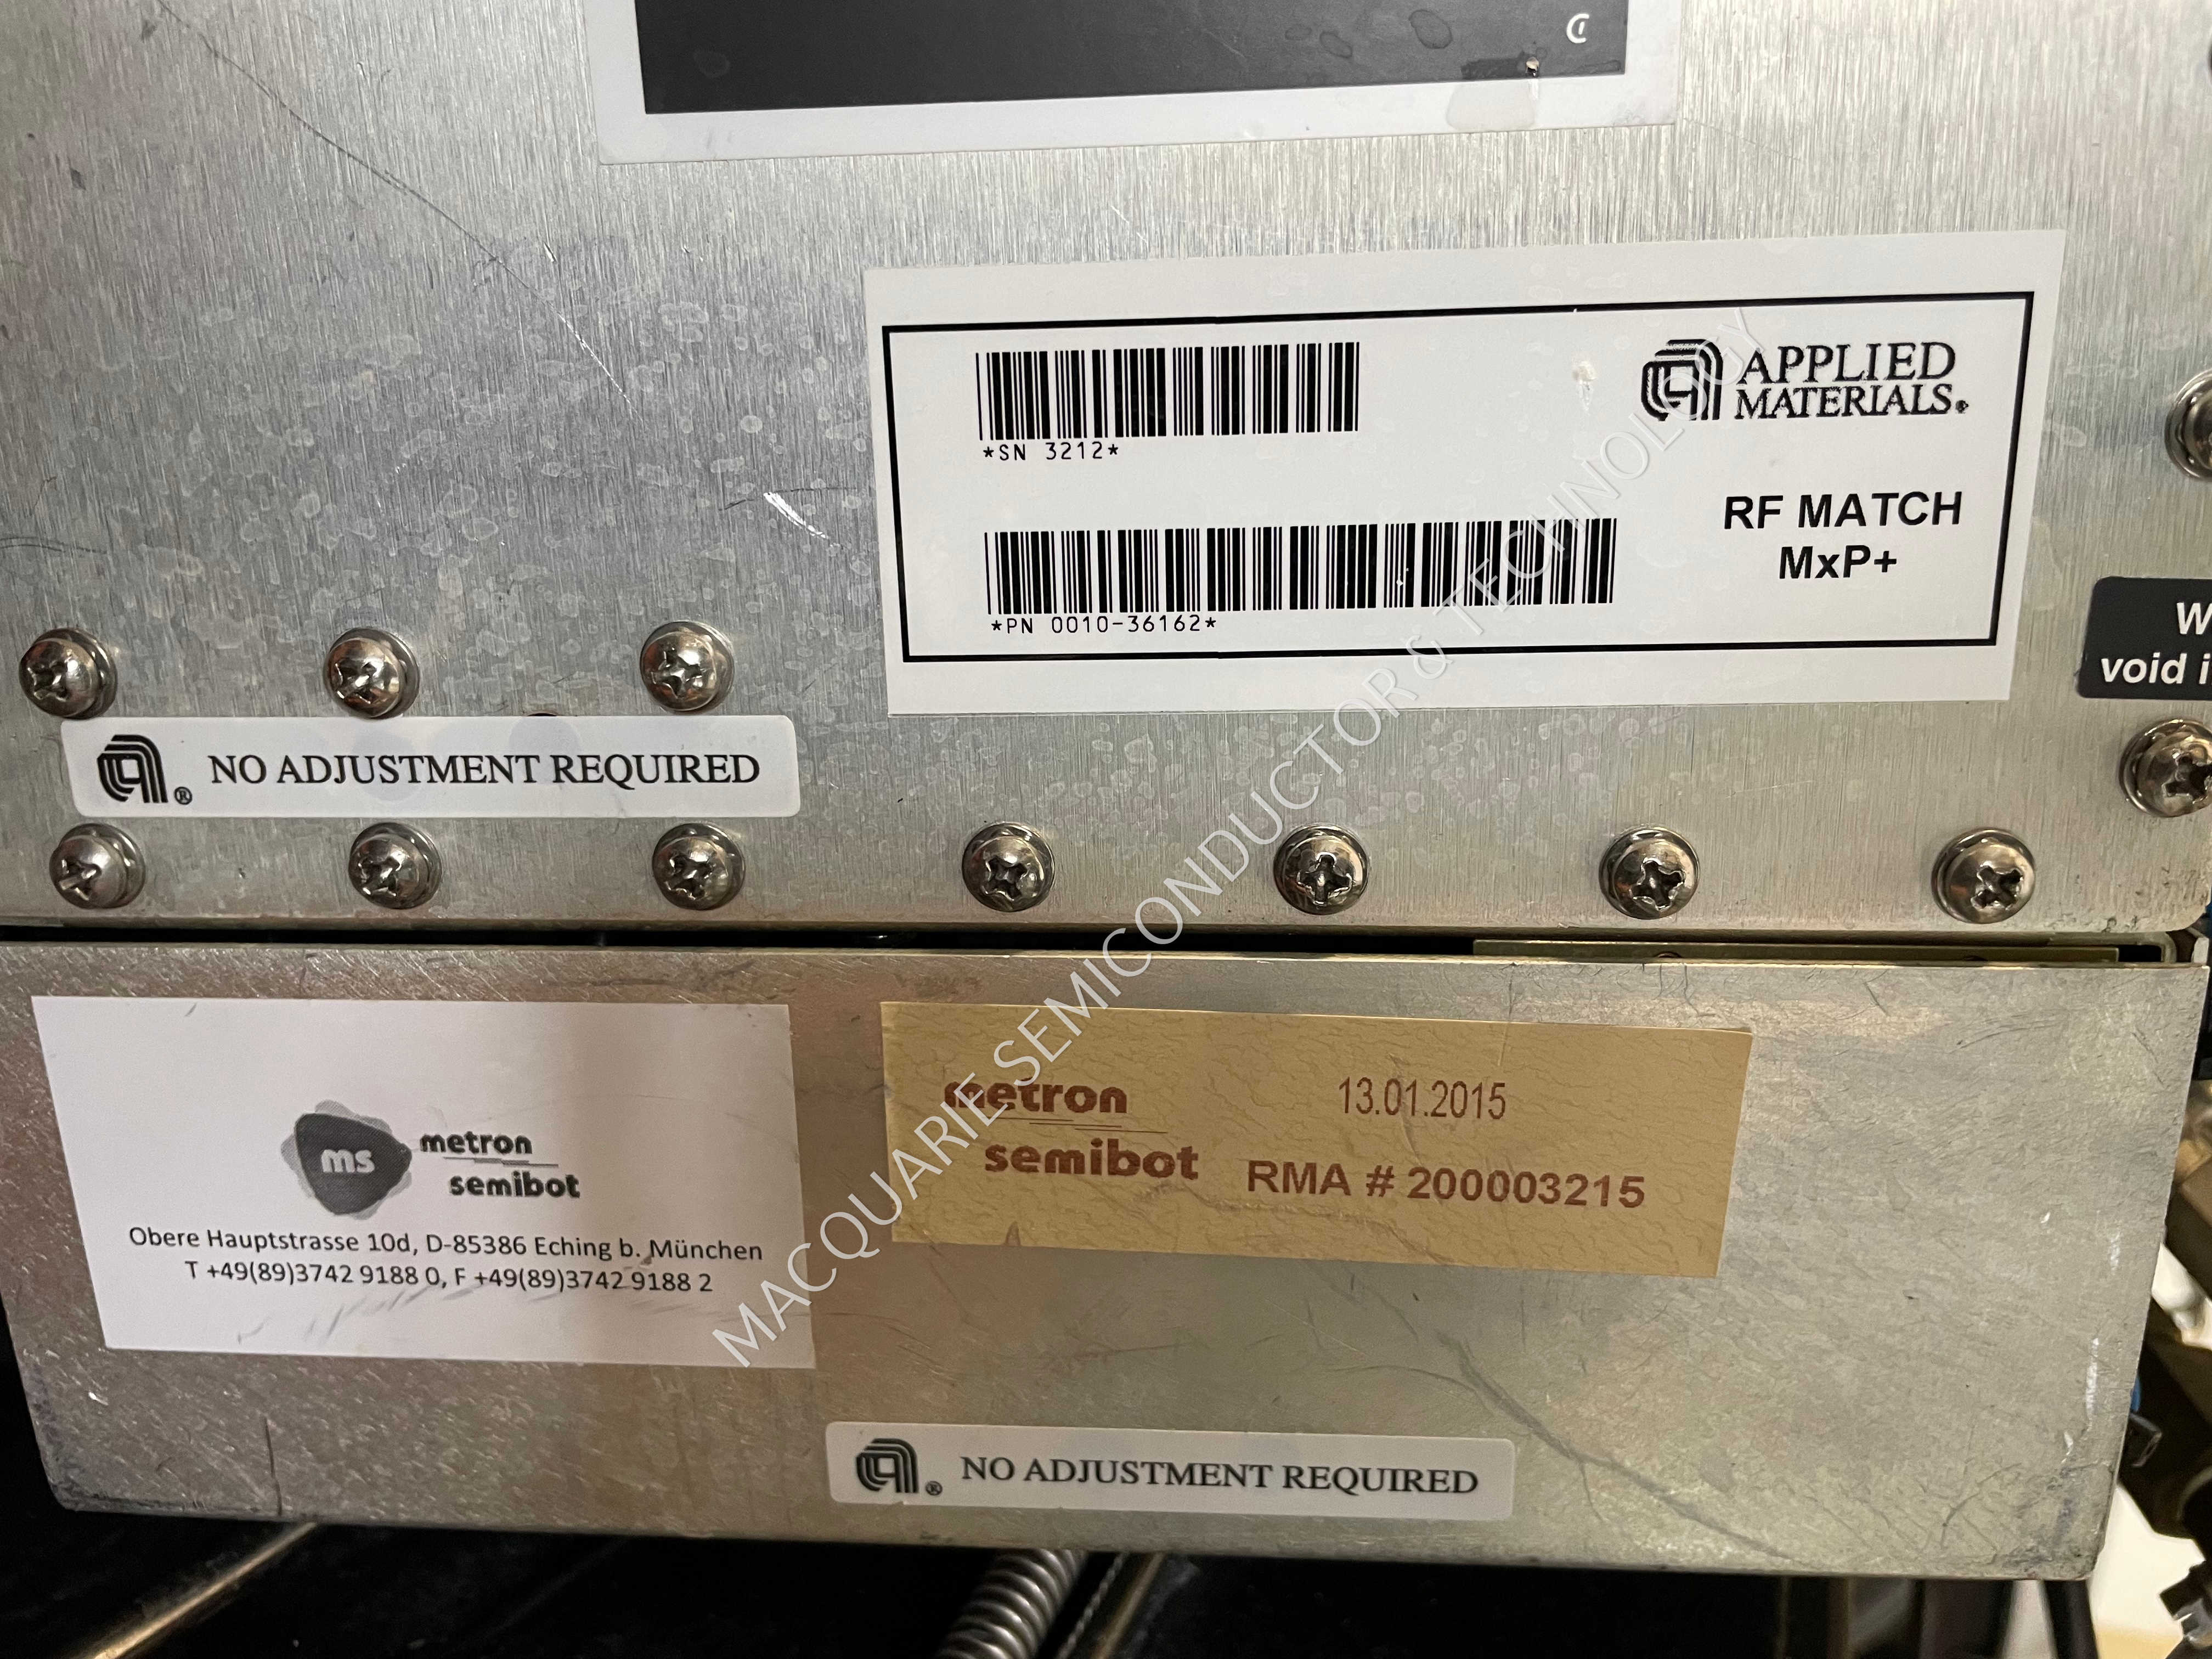 *SN 3212*
APPLIED
MATERIALS®
RF MATCH
MxP+
*PN 0010-36162*
void
® NO ADJUSTMENT REQUIRED
ms metron
semibot
Obere Hauptstrasse 10d, D-85386 Eching b. München
T +49(89)3742 9188 0, F +49(89)3742 9188 2
metron
semibot
13.01.2015
RMA # 200003215
® NO ADJUSTMENT REQUIRED
MACQUARIE SEMICONDUCTOR & TECHNOLOGY